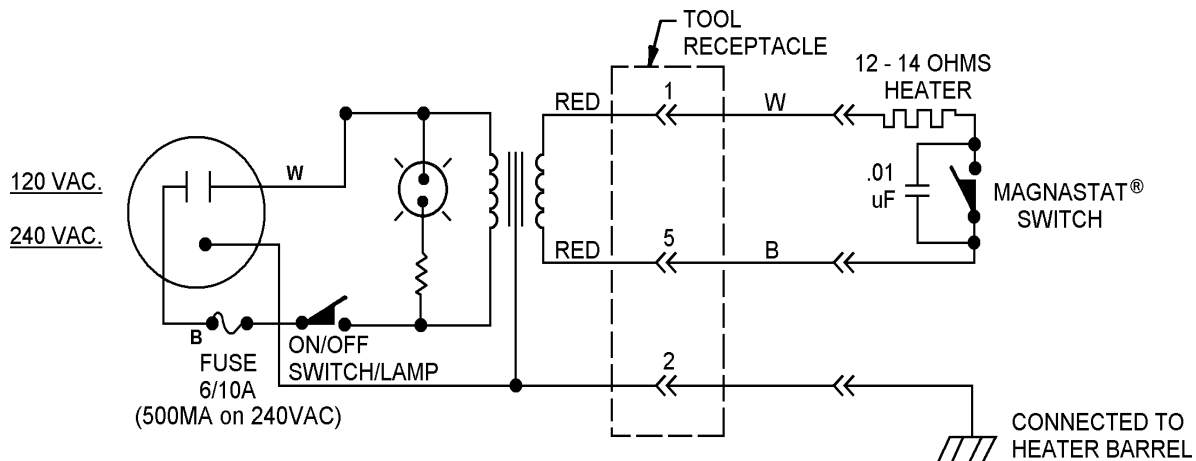 TOOL
RECEPTACLE
12 - 14 OHMS
HEATER
RED
1
W
120 VAC.
W
.01
uF
MAGNASTAT®
SWITCH
240 VAC.
RED
5
B
B
FUSE
6/10A
(500MA on 240VAC)
ON/OFF
SWITCH/LAMP
2
CONNECTED TO
HEATER BARREL